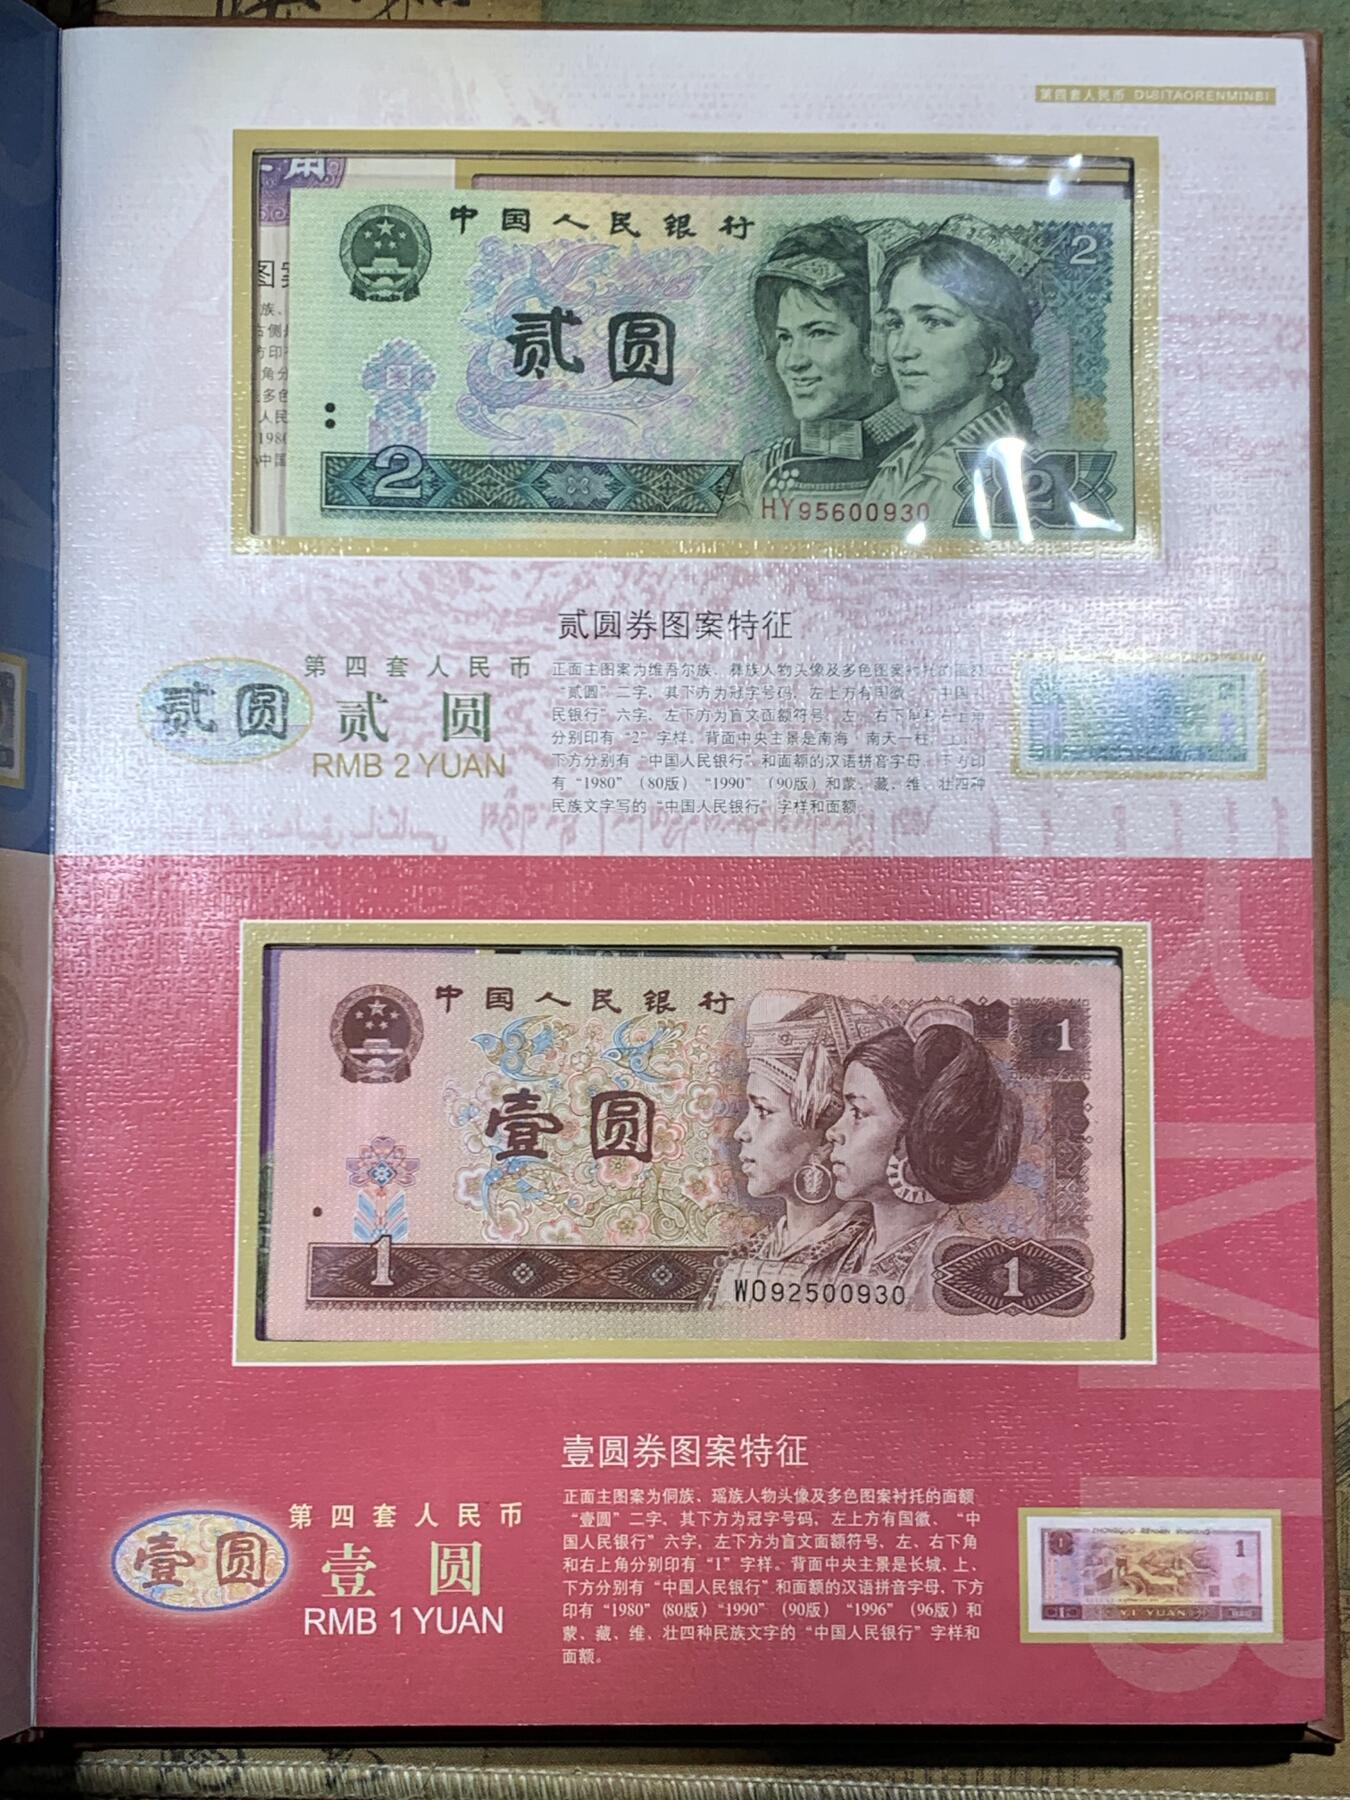 第四套人民币 DISITAORENMINBI
中国人民银行
2
贰圆
2
HY95600930
2
贰圆券图案特征
第四套人民币
贰圆
贰圆
RMB 2 YUAN
正面主图案为维吾尔族、彝族人物头像及多色图案衬托的面额
“贰圆”二字，其下方为冠字号码，左上方有国徽、“中国人
民银行”六字，左下方为盲文面额符号，左、右下角和右上角
分别印有“2”字样。背面中央主景是南海·南天一柱，上、
下方分别有“中国人民银行”和面额的汉语拼音字母，下方印
有“1980”（80版）“1990”（90版）和蒙、藏、维、壮四种
民族文字写的“中国人民银行”字样和面额
中国人民银行
1
壹圆
1
WO92500930
1
壹圆券图案特征
第四套人民币
壹圆
壹圆
RMB 1 YUAN
正面主图案为侗族、瑶族人物头像及多色图案衬托的面额
“壹圆”二字，其下方为冠字号码，左上方有国徽、“中
国人民银行”六字，左下方为盲文面额符号，左、右下角
和右上角分别印有“1”字样。背面中央主景是长城，上、
下方分别有“中国人民银行”和面额的汉语拼音字母，下方
印有“1980”（80版）“1990”（90版）“1996”（96版）和
蒙、藏、维、壮四种民族文字的“中国人民银行”字样和
面额。
1
1
YI YUAN